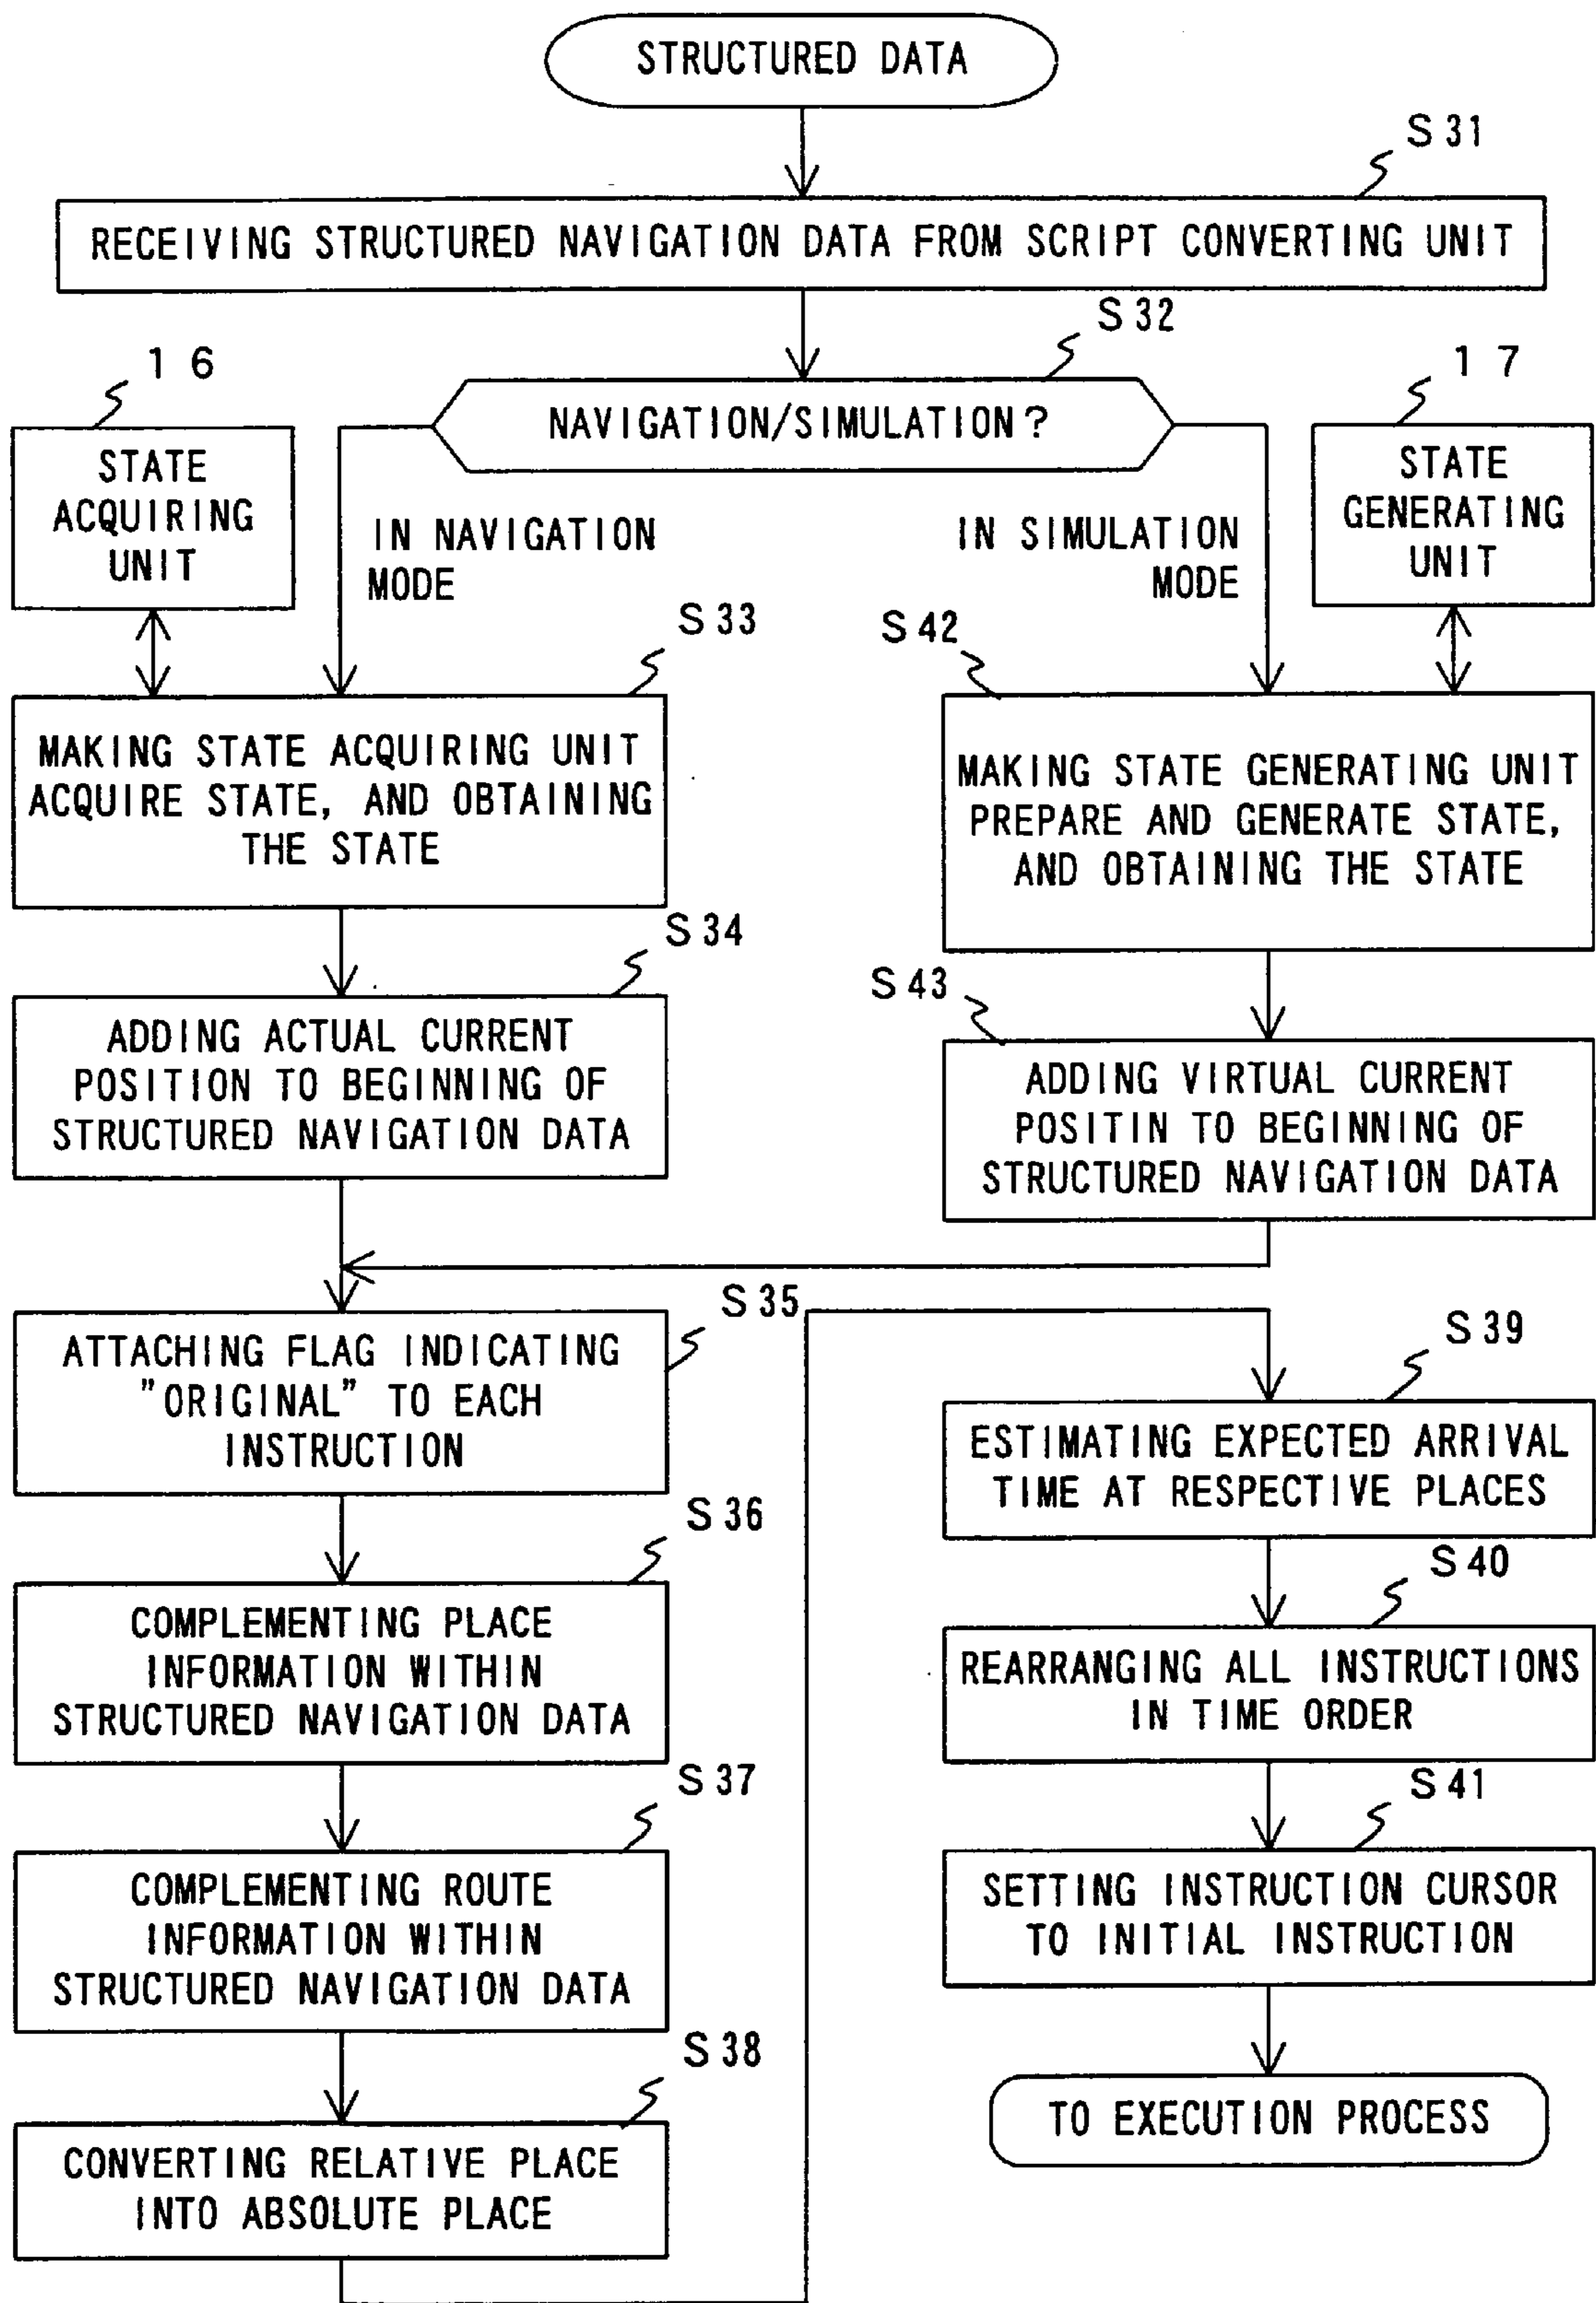 STRUCTURED DATA
S31
RECEIVING STRUCTURED NAVIGATION DATA FROM SCRIPT CONVERTING UNIT
S32
NAVIGATION/SIMULATION?
16
STATE
ACQUIRING
UNIT
17
STATE
GENERATING
UNIT
IN NAVIGATION
MODE
IN SIMULATION
MODE
S33
MAKING STATE ACQUIRING UNIT
ACQUIRE STATE, AND OBTAINING
THE STATE
S42
MAKING STATE GENERATING UNIT
PREPARE AND GENERATE STATE,
AND OBTAINING THE STATE
S34
ADDING ACTUAL CURRENT
POSITION TO BEGINNING OF
STRUCTURED NAVIGATION DATA
S43
ADDING VIRTUAL CURRENT
POSITIN TO BEGINNING OF
STRUCTURED NAVIGATION DATA
S35
ATTACHING FLAG INDICATING
"ORIGINAL" TO EACH
INSTRUCTION
S36
COMPLEMENTING PLACE
INFORMATION WITHIN
STRUCTURED NAVIGATION DATA
S37
COMPLEMENTING ROUTE
INFORMATION WITHIN
STRUCTURED NAVIGATION DATA
S38
CONVERTING RELATIVE PLACE
INTO ABSOLUTE PLACE
S39
ESTIMATING EXPECTED ARRIVAL
TIME AT RESPECTIVE PLACES
S40
REARRANGING ALL INSTRUCTIONS
IN TIME ORDER
S41
SETTING INSTRUCTION CURSOR
TO INITIAL INSTRUCTION
TO EXECUTION PROCESS